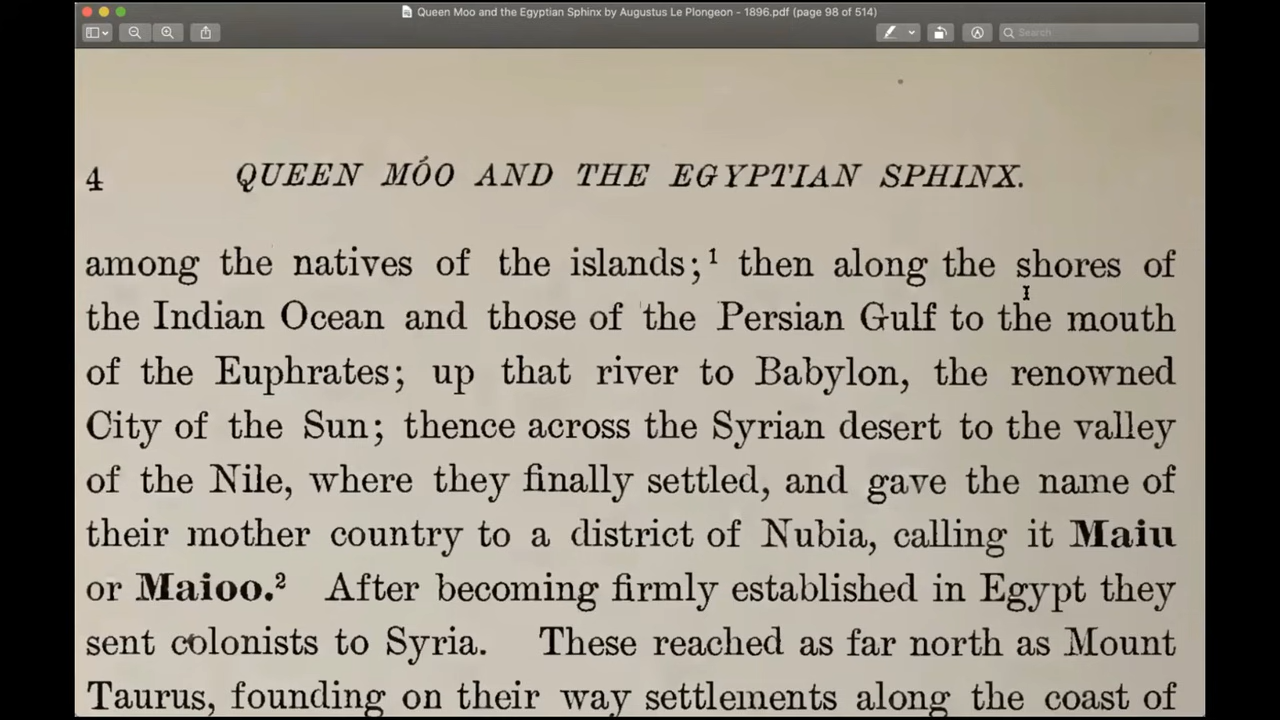 Queen Moo and the Egyptian Sphinx by Augustus Le Plongeon - 1896.pdf (page 98 of 514)
Search
4 QUEEN MÓO AND THE EGYPTIAN SPHINX.
among the natives of the islands;¹ then along the shores of
the Indian Ocean and those of the Persian Gulf to the mouth
of the Euphrates; up that river to Babylon, the renowned
City of the Sun; thence across the Syrian desert to the valley
of the Nile, where they finally settled, and gave the name of
their mother country to a district of Nubia, calling it Maiu
or Maioo.² After becoming firmly established in Egypt they
sent colonists to Syria. These reached as far north as Mount
Taurus, founding on their way settlements along the coast of